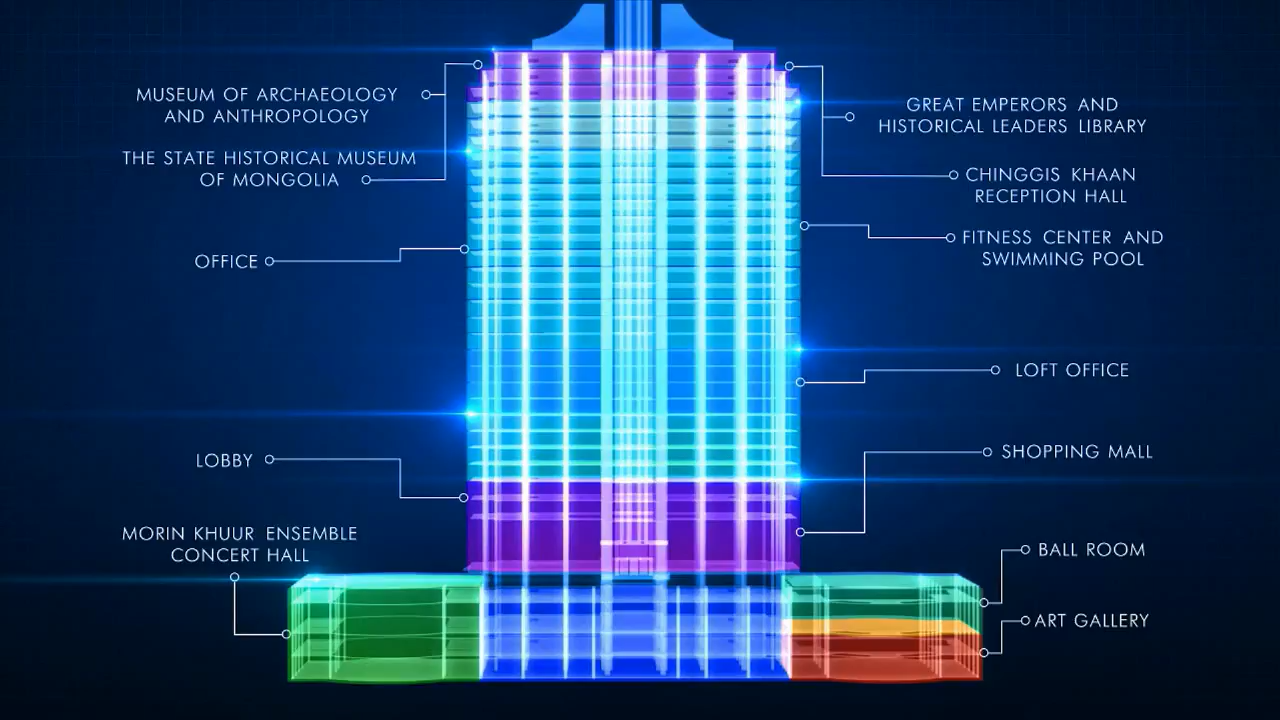 MUSEUM OF ARCHAEOLOGY
AND ANTHROPOLOGY
THE STATE HISTORICAL MUSEUM
OF MONGOLIA
OFFICE
LOBBY
MORIN KHUUR ENSEMBLE
CONCERT HALL
GREAT EMPERORS AND
HISTORICAL LEADERS LIBRARY
CHINGGIS KHAAN
RECEPTION HALL
FITNESS CENTER AND
SWIMMING POOL
LOFT OFFICE
SHOPPING MALL
BALL ROOM
ART GALLERY